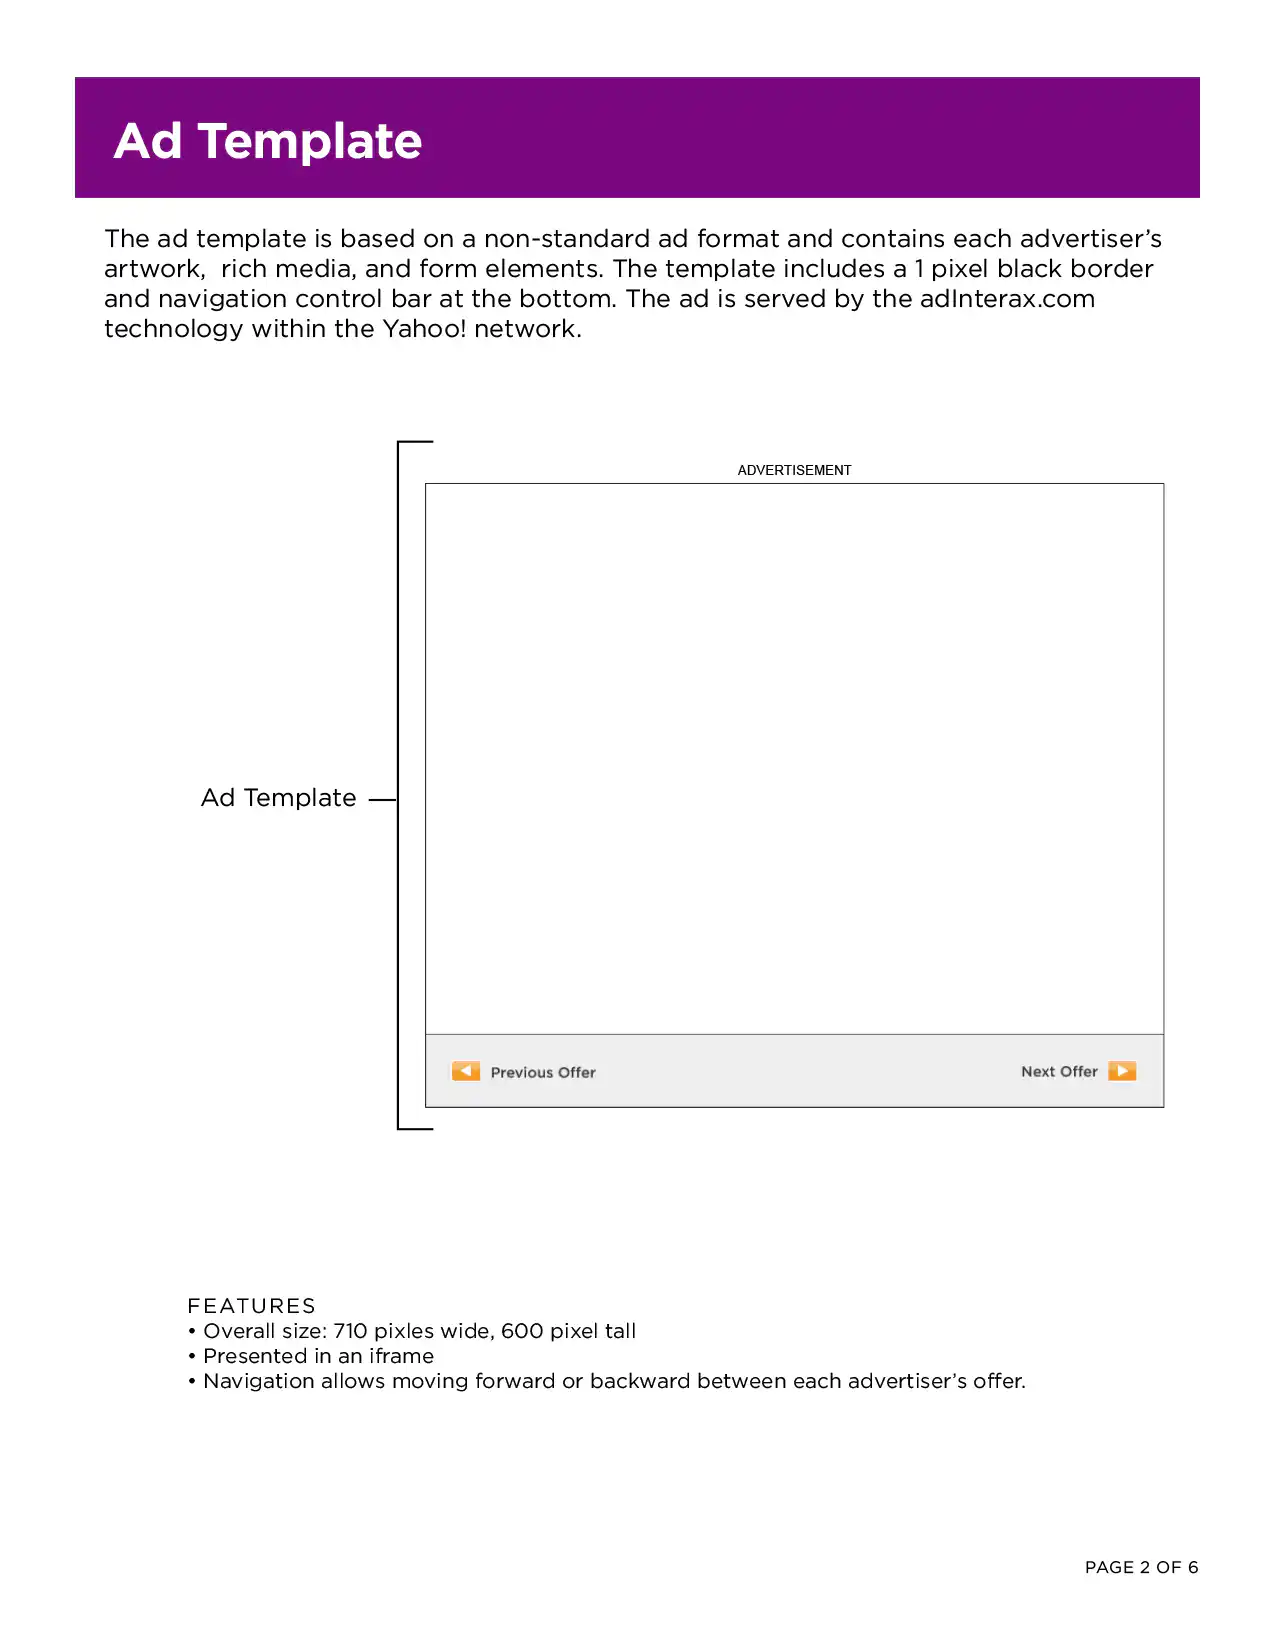 Ad Template
The ad template is based on a non-standard ad format and contains each advertiser’s
artwork,  rich media, and form elements. The template includes a 1 pixel black border
and navigation control bar at the bottom. The ad is served by the adInterax.com
technology within the Yahoo! network.
ADVERTISEMENT
Ad Template
Previous Offer
Next Offer
FEATURES
• Overall size: 710 pixles wide, 600 pixel tall
• Presented in an iframe
• Navigation allows moving forward or backward between each advertiser’s offer.
PAGE 2 OF 6